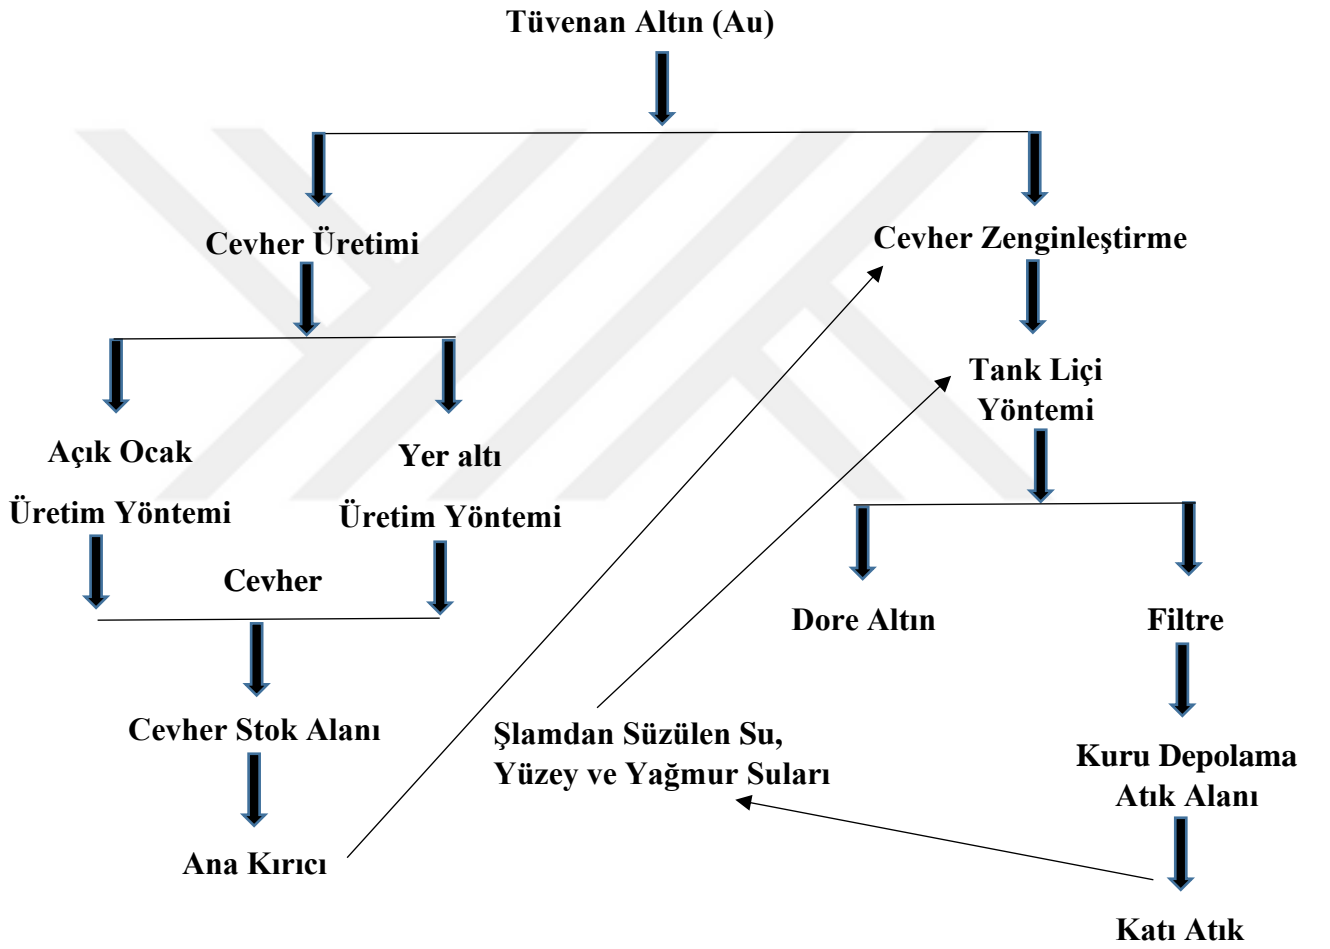 Tüvenan Altın (Au)
Cevher Üretimi
Cevher Zenginleştirme
Tank Liçi
Yöntemi
Açık Ocak
Üretim Yöntemi
Yer altı
Üretim Yöntemi
Cevher
Dore Altın
Filtre
Cevher Stok Alanı
Şlamdan Süzülen Su,
Yüzey ve Yağmur Suları
Kuru Depolama
Atık Alanı
Ana Kırıcı
Katı Atık